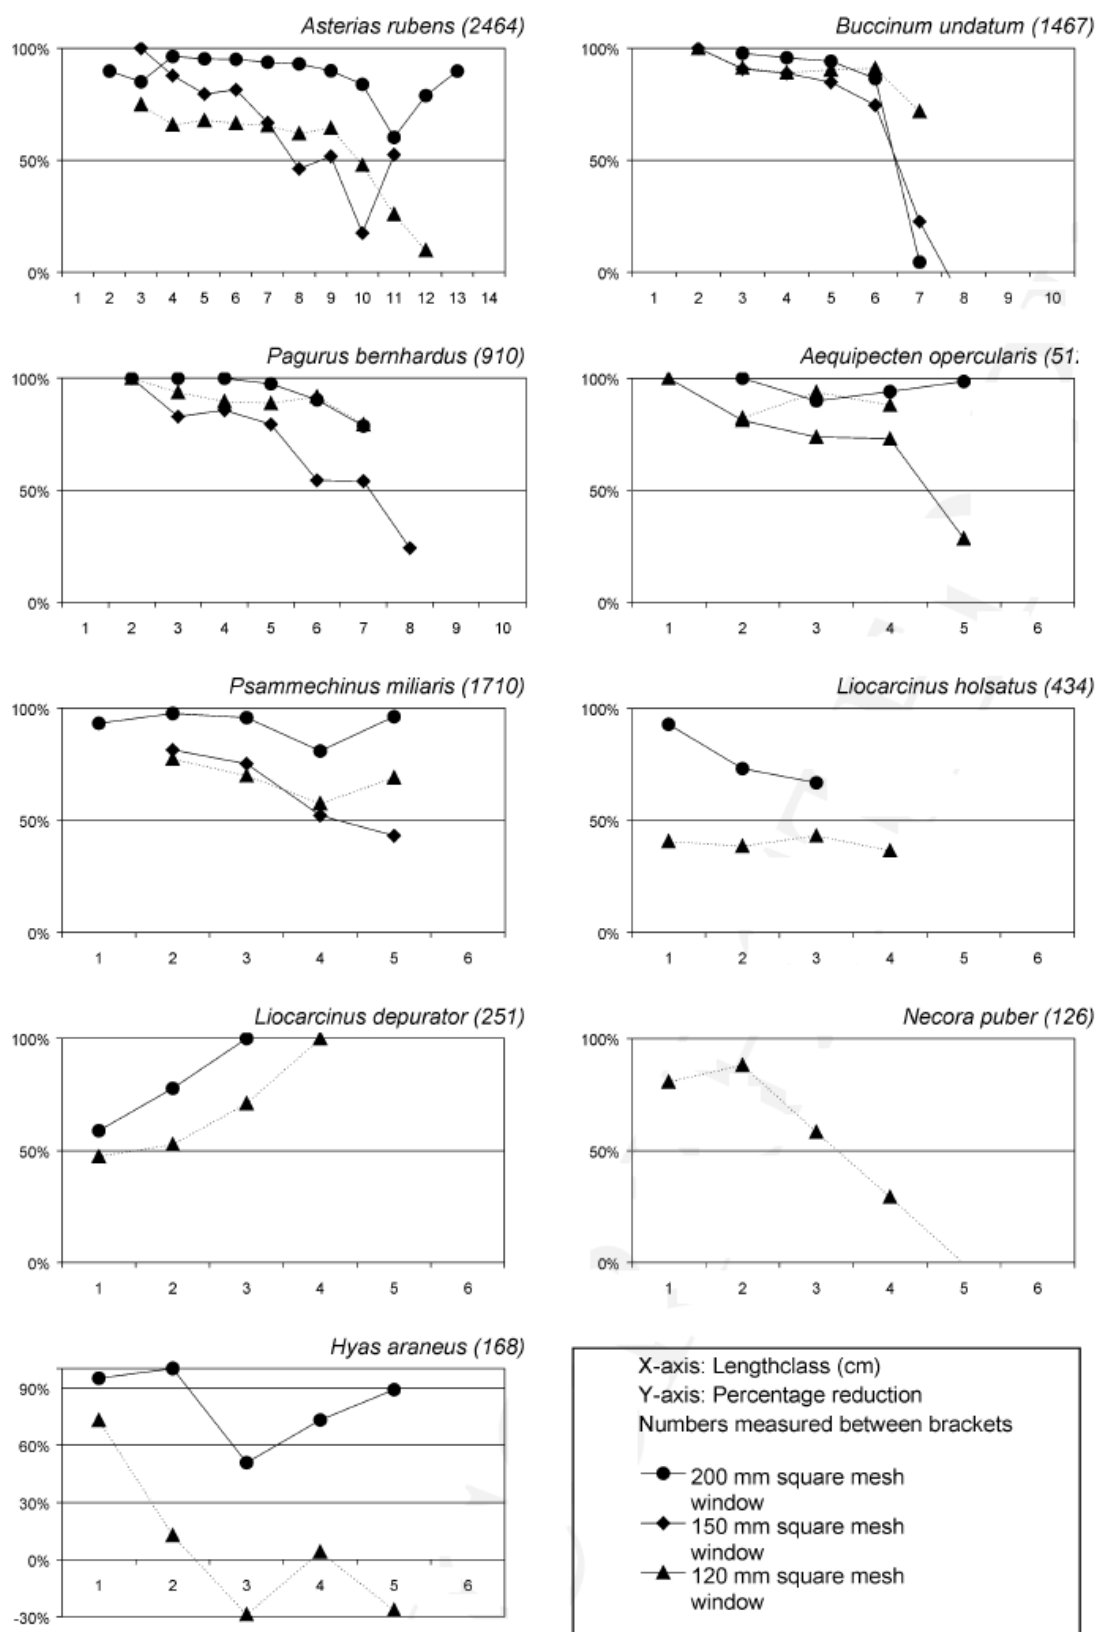 Asterias rubens (2464)
100%
50%
0%
1 2 3 4 5 6 7 8 9 10 11 12 13 14
Buccinum undatum (1467)
100%
50%
0%
1 2 3 4 5 6 7 8 9 10
Pagurus bernhardus (910)
100%
50%
0%
1 2 3 4 5 6 7 8 9 10
Aequipecten opercularis (51
100%
50%
0%
1 2 3 4 5 6
Psammechinus miliaris (1710)
100%
50%
0%
1 2 3 4 5 6
Liocarcinus holsatus (434)
100%
50%
0%
1 2 3 4 5 6
Liocarcinus depurator (251)
100%
50%
0%
1 2 3 4 5 6
Necora puber (126)
100%
50%
0%
1 2 3 4 5 6
Hyas araneus (168)
90%
60%
30%
0%
1 2 3 4 5 6
-30%
X-axis: Lengthclass (cm)
Y-axis: Percentage reduction
Numbers measured between brackets
200 mm square mesh
window
150 mm square mesh
window
120 mm square mesh
window